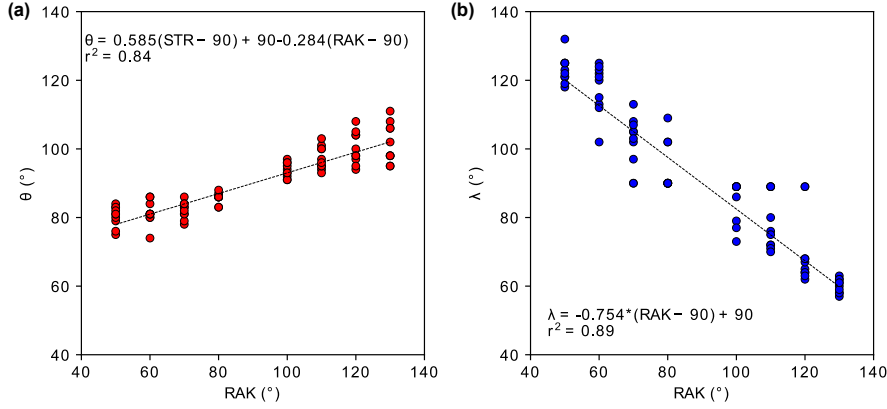 (a)
140
θ = 0.585(STR− 90) + 90-0.284(RAK− 90)
r² = 0.84
120
100
80
60
40
θ (°)
40 60 80 100 120 140
RAK (°)
(b)
140
120
100
80
60
40
λ (°)
λ = -0.754*(RAK− 90) + 90
r² = 0.89
40 60 80 100 120 140
RAK (°)